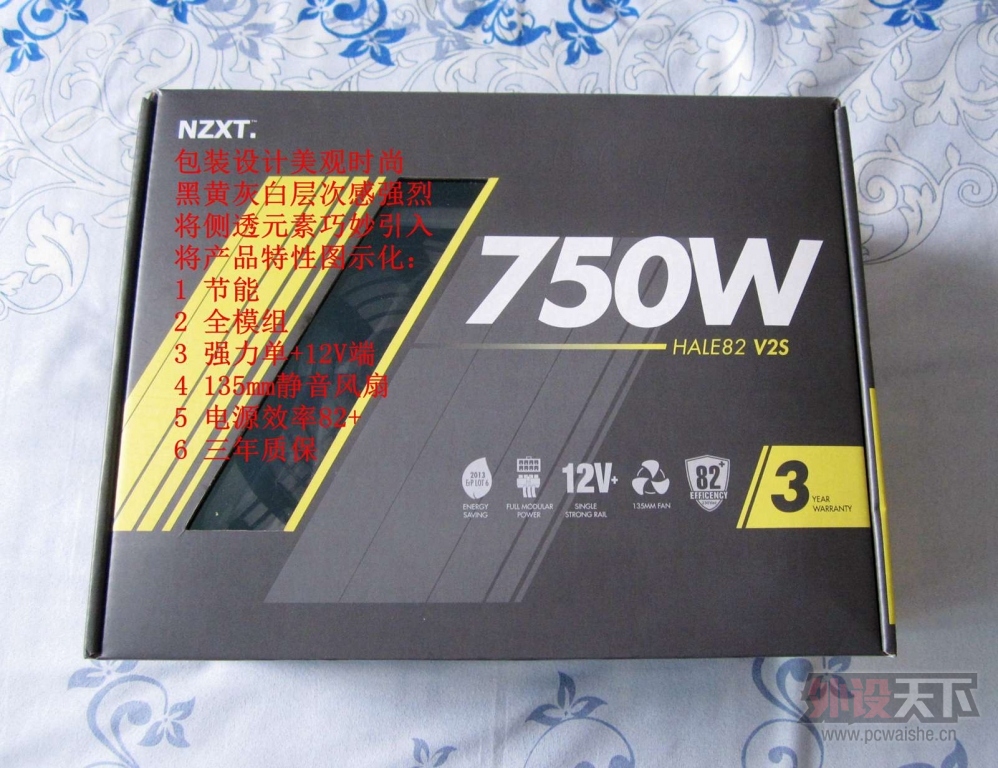 NZXT.
包装设计美观时尚
黑黄灰白层次感强烈
将侧透元素巧妙引入
将产品特性图示化：
1 节能
2 全模组
3 强力单+12V端
4 135mm静音风扇
5 电源效率82+
6 三年质保
750W
HALE82 V2S
2013
ErP LOT 6
ENERGY
SAVING
FULL MODULAR
POWER
12V+
SINGLE
STRONG RAIL
135MM FAN
82+
EFFICENCY
3 YEAR
WARRANTY
外设天下
www.pcwaishe.cn